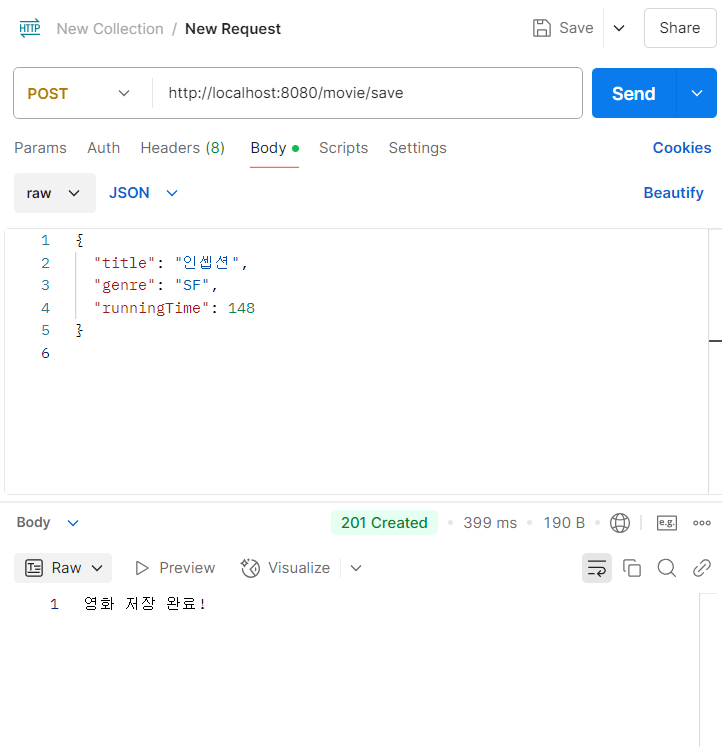 HTTP New Collection / New Request Save Share
POST http://localhost:8080/movie/save Send
Params Auth Headers (8) Body Scripts Settings Cookies
raw JSON Beautify
1 {
2 "title": "인셉션",
3 "genre": "SF",
4 "runningTime": 148
5 }
6
Body 201 Created 399 ms 190 B e.g.
Raw Preview Visualize
1 영화 저장 완료!